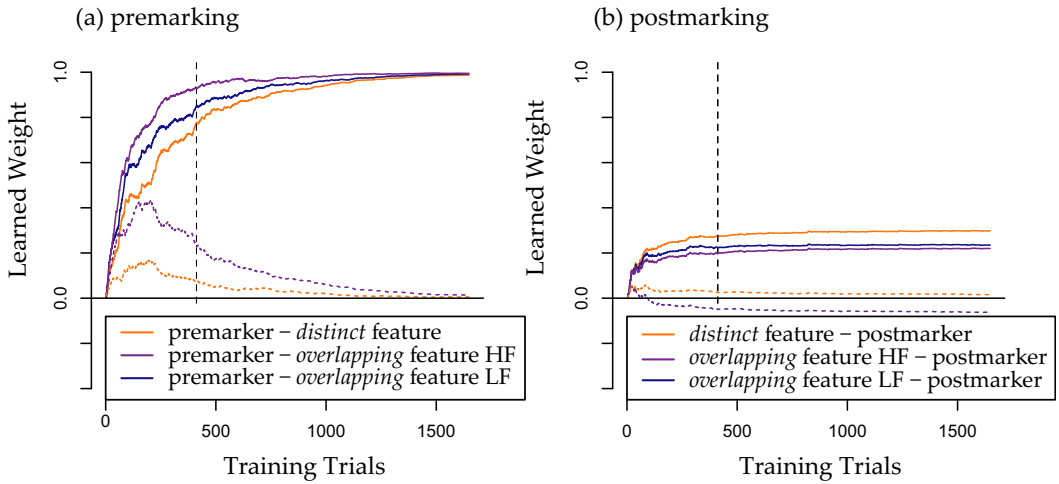 (a) premarking
Learned Weight
1.0
0.0
premarker – distinct feature
premarker – overlapping feature HF
premarker – overlapping feature LF
0 500 1000 1500
Training Trials
(b) postmarking
Learned Weight
1.0
0.0
distinct feature – postmarker
overlapping feature HF – postmarker
overlapping feature LF – postmarker
0 500 1000 1500
Training Trials